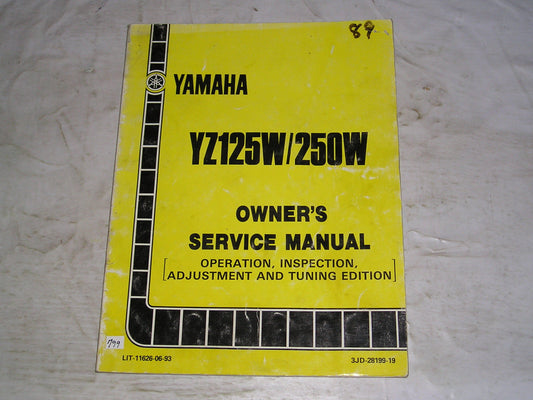 89
YAMAHA
YZ125W/250W
OWNER'S
SERVICE MANUAL
[OPERATION, INSPECTION,
ADJUSTMENT AND TUNING EDITION]
799
LIT-11626-06-93
3JD-28199-19